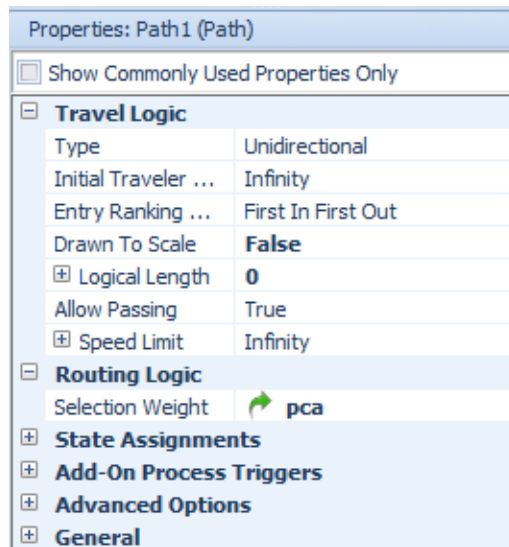 Properties: Path1 (Path)
Show Commonly Used Properties Only
Travel Logic
Type Unidirectional
Initial Traveler ... Infinity
Entry Ranking ... First In First Out
Drawn To Scale False
Logical Length 0
Allow Passing True
Speed Limit Infinity
Routing Logic
Selection Weight pca
State Assignments
Add-On Process Triggers
Advanced Options
General